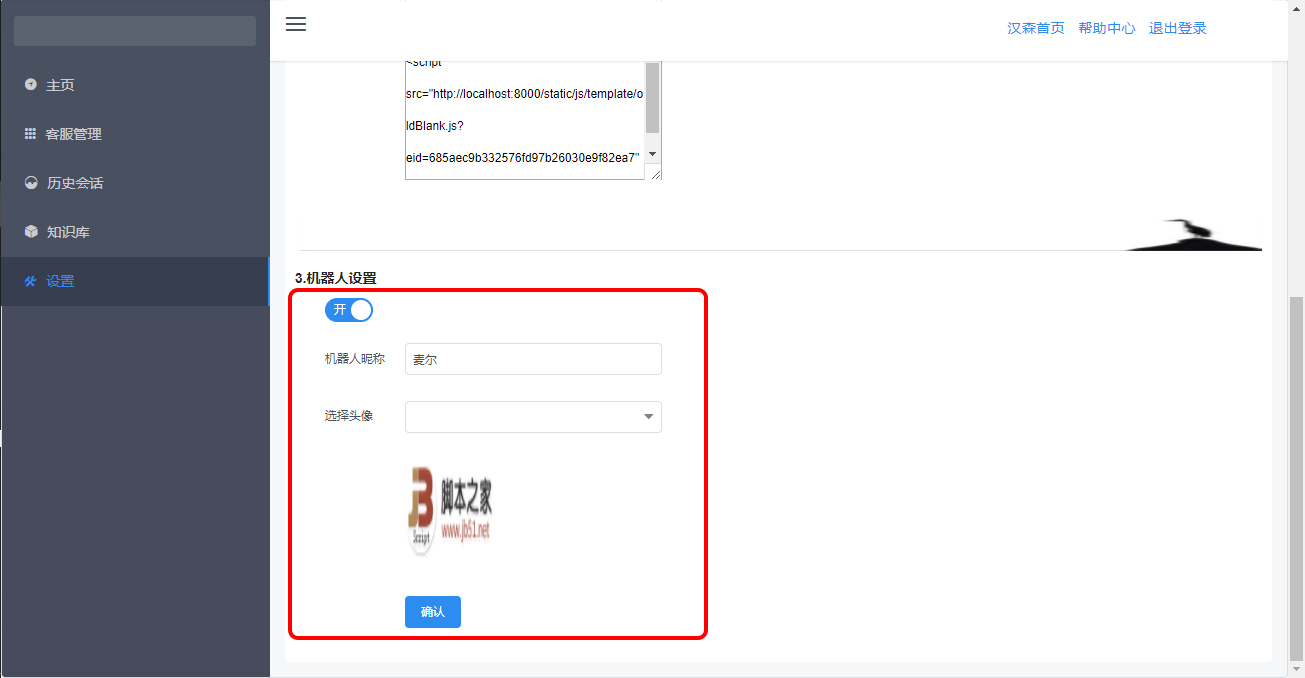 汉森首页 帮助中心 退出登录
主页
客服管理
历史会话
知识库
设置
<script
src="http://localhost:8000/static/js/template/o
ldBlank.js?
eid=685aec9b332576fd97b26030e9f82ea7"
3.机器人设置
开
机器人昵称 麦尔
选择头像
JB
Script
脚本之家
www.jb51.net
确认